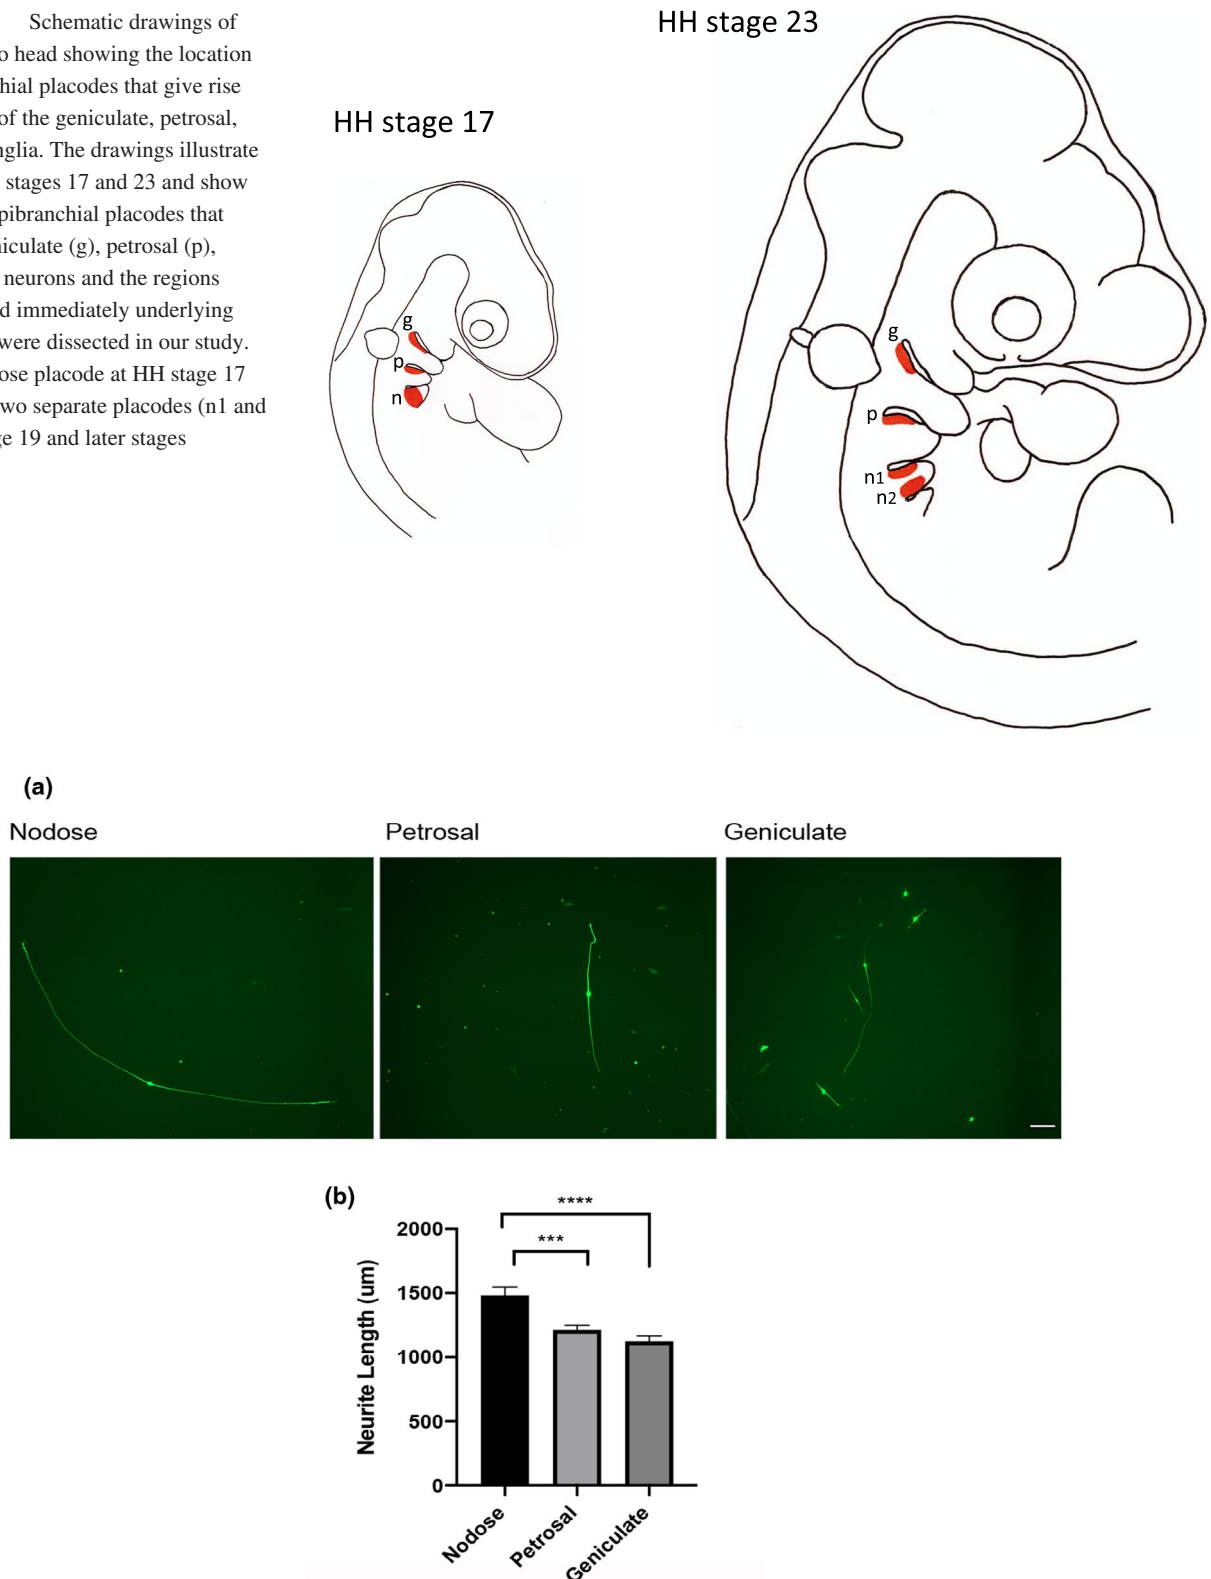 Schematic drawings of
o head showing the location
hial placodes that give rise
of the geniculate, petrosal,
nglia. The drawings illustrate
stages 17 and 23 and show
pibranchial placodes that
niculate (g), petrosal (p),
neurons and the regions
d immediately underlying
were dissected in our study.
ose placode at HH stage 17
wo separate placodes (n1 and
ge 19 and later stages
HH stage 17
g
p
n
HH stage 23
g
p
n1
n2
(a)
Nodose
Petrosal
Geniculate
(b)
****
***
Neurite Length (um)
2000
1500
1000
500
0
Nodose
Petrosal
Geniculate